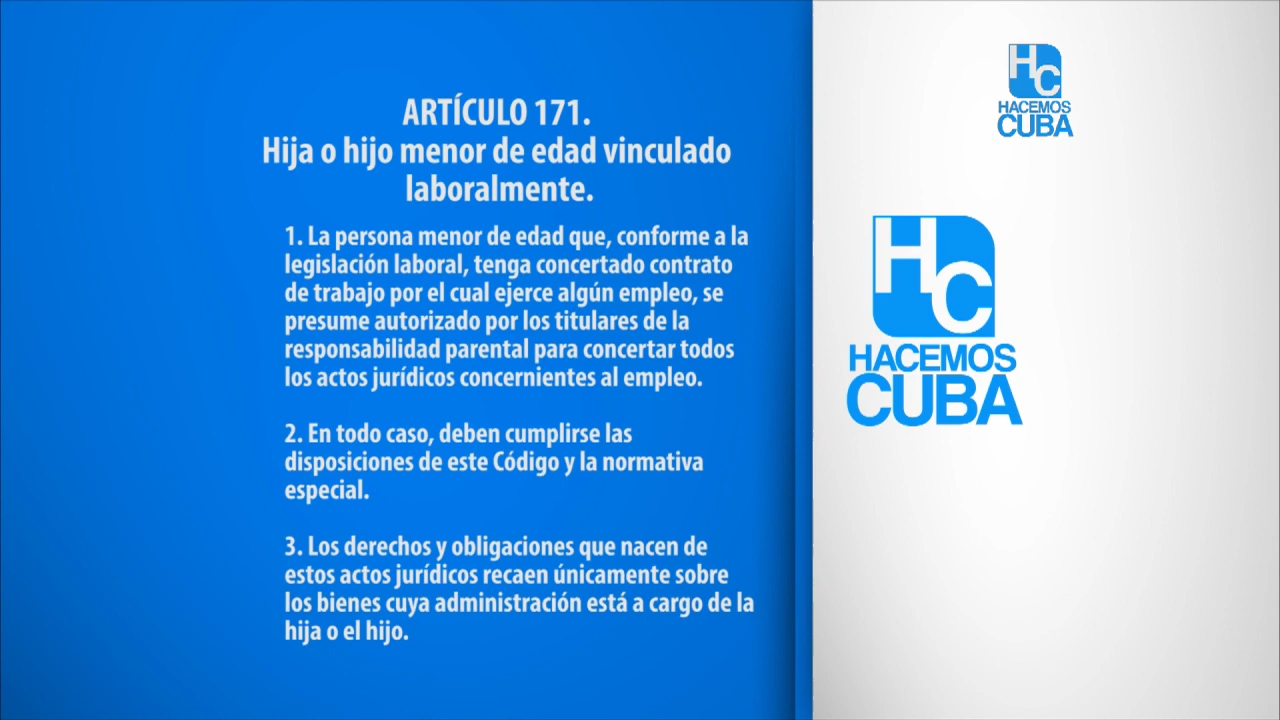 ARTÍCULO 171.
Hija o hijo menor de edad vinculado
laboralmente.
1. La persona menor de edad que, conforme a la
legislación laboral, tenga concertado contrato
de trabajo por el cual ejerce algún empleo, se
presume autorizado por los titulares de la
responsabilidad parental para concertar todos
los actos jurídicos concernientes al empleo.
2. En todo caso, deben cumplirse las
disposiciones de este Código y la normativa
especial.
3. Los derechos y obligaciones que nacen de
estos actos jurídicos recaen únicamente sobre
los bienes cuya administración está a cargo de la
hija o el hijo.
HC
HACEMOS
CUBA
HC
HACEMOS
CUBA